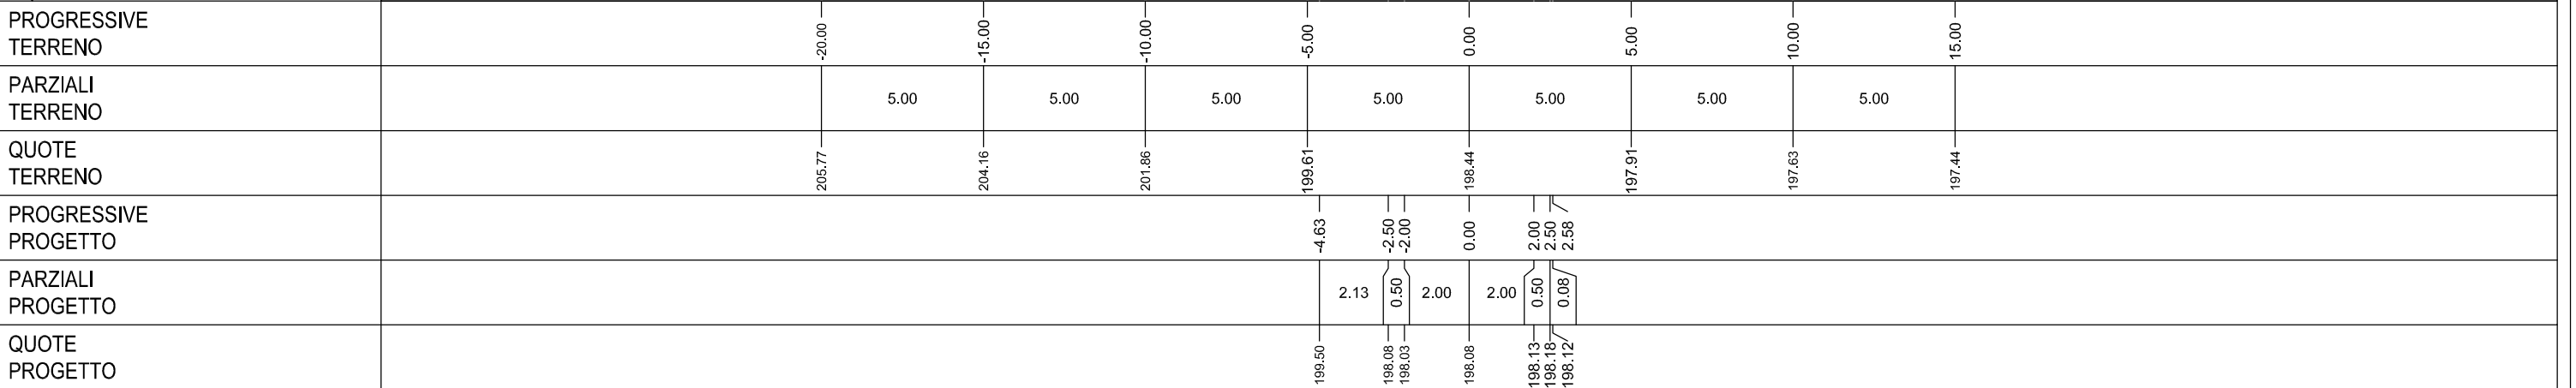 PROGRESSIVE
TERRENO
-20.00 -15.00 -10.00 -5.00 0.00 5.00 10.00 15.00
PARZIALI
TERRENO
5.00 5.00 5.00 5.00 5.00 5.00 5.00
QUOTE
TERRENO
205.77 204.16 201.86 199.61 198.44 197.91 197.63 197.44
PROGRESSIVE
PROGETTO
-4.63 -2.50 -2.00 0.00 2.00 2.50 2.58
PARZIALI
PROGETTO
2.13 0.50 2.00 2.00 0.50 0.08
QUOTE
PROGETTO
199.50 198.08 198.03 198.08 198.13 198.18 198.12